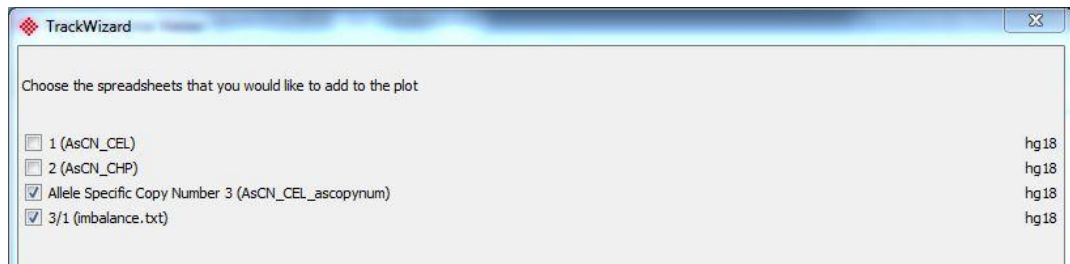 TrackWizard
Choose the spreadsheets that you would like to add to the plot
1 (AsCN_CEL) hg18
2 (AsCN_CHP) hg18
Allele Specific Copy Number 3 (AsCN_CEL_ascopynum) hg18
3/1 (imbalance.txt) hg18